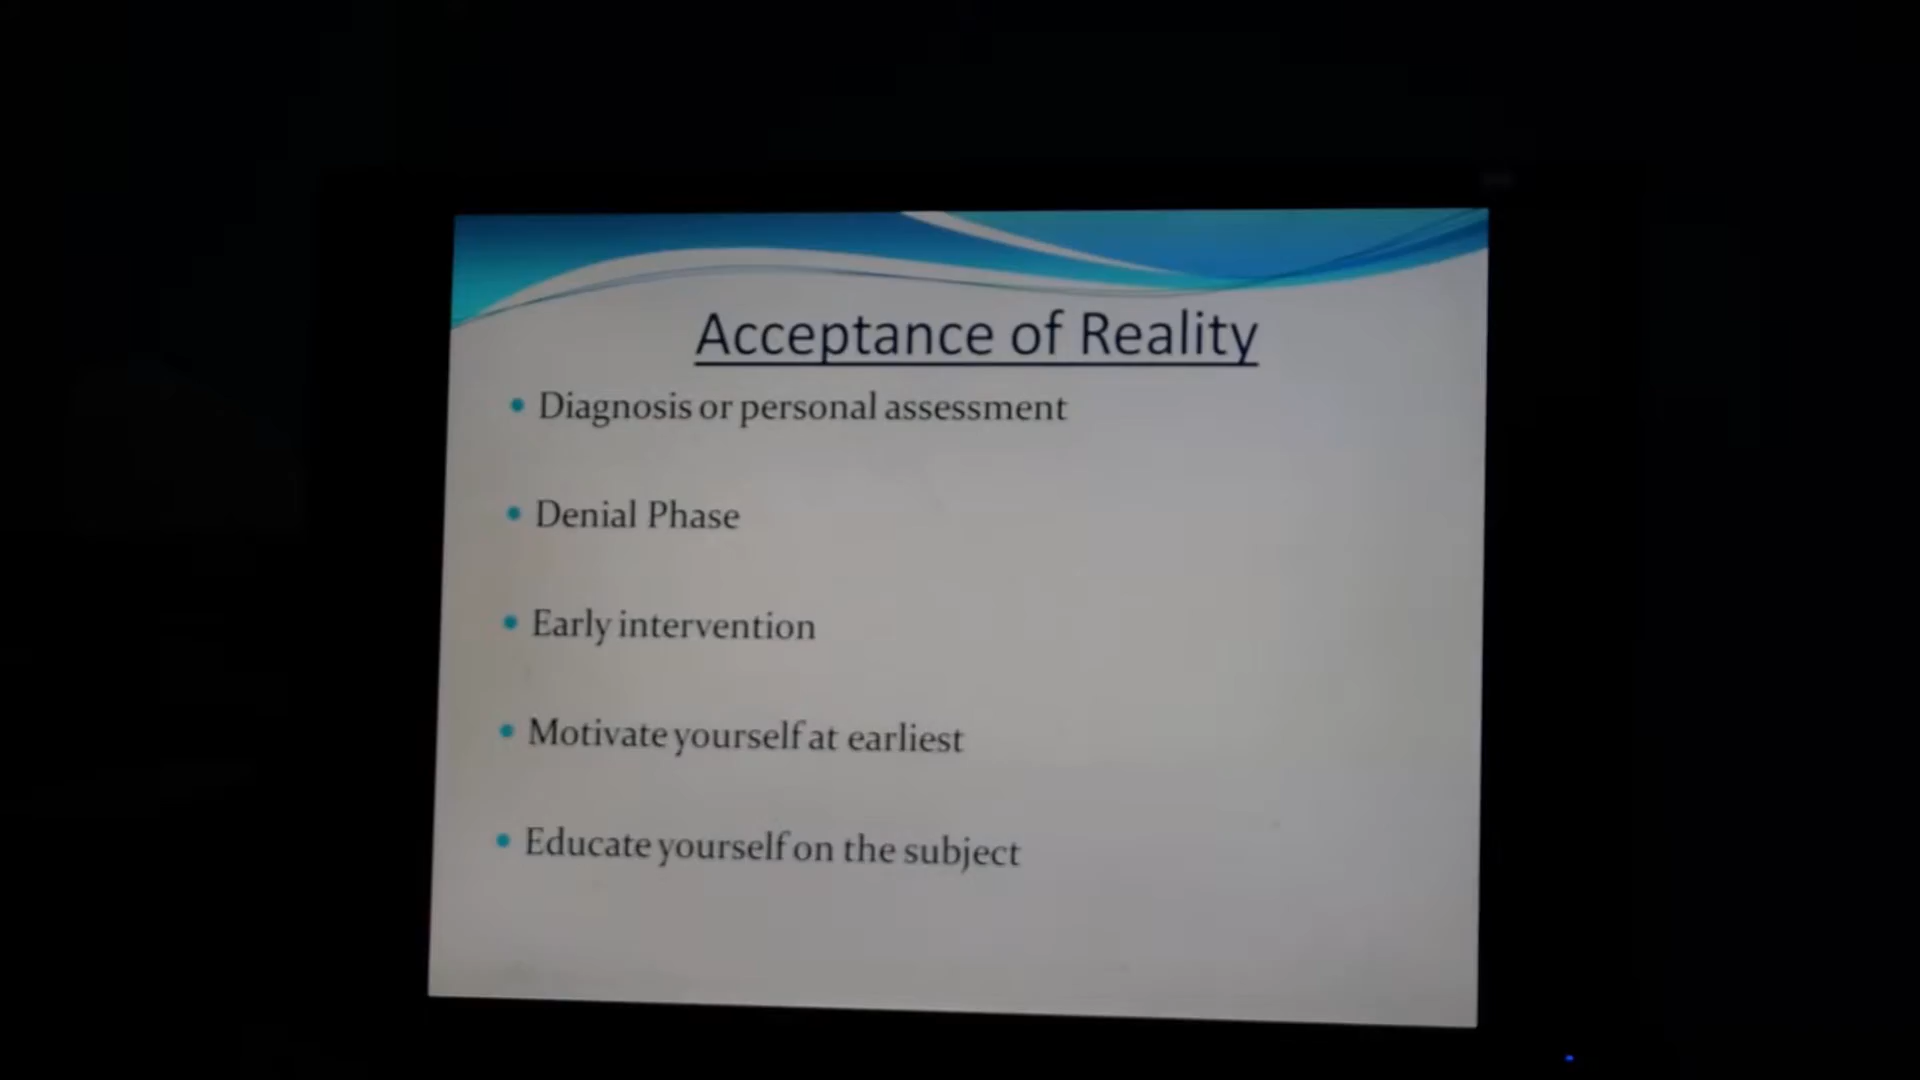 Acceptance of Reality
• Diagnosis or personal assessment
• Denial Phase
• Early intervention
• Motivate yourself at earliest
• Educate yourself on the subject